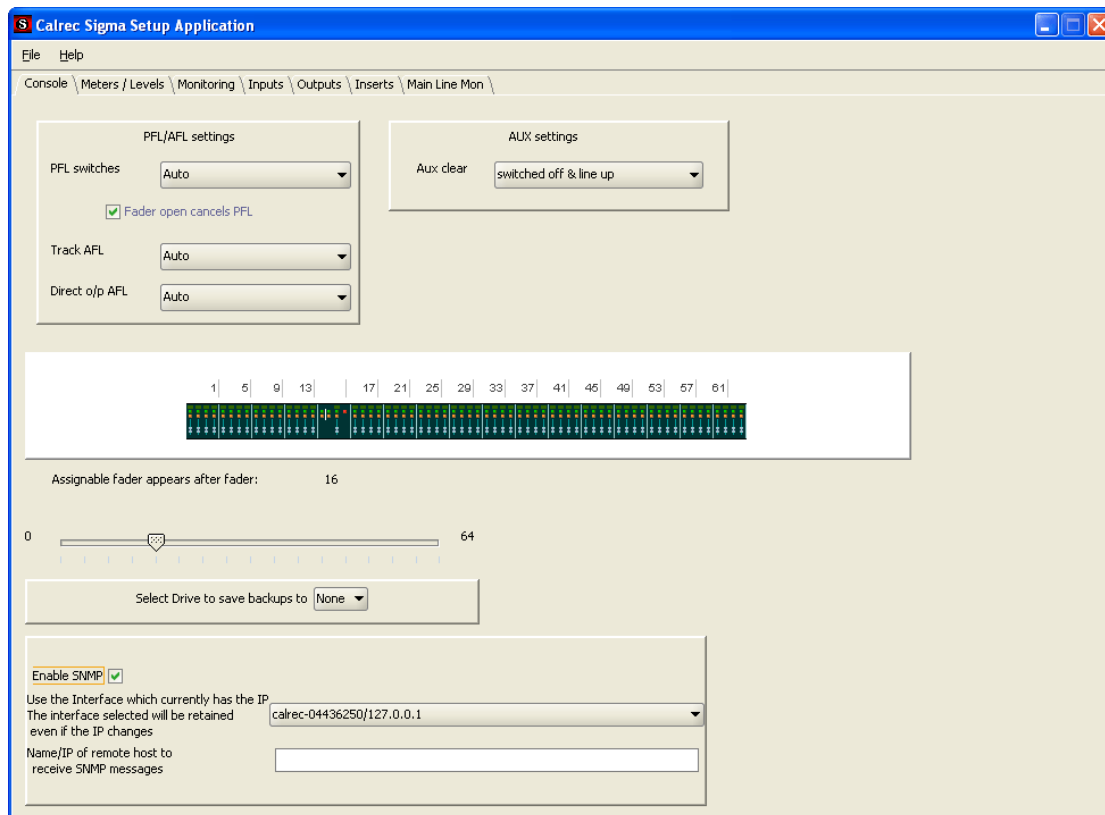 S Calrec Sigma Setup Application
File Help
Console Meters / Levels Monitoring Inputs Outputs Inserts Main Line Mon
PFL/AFL settings
PFL switches Auto
Fader open cancels PFL
Track AFL Auto
Direct o/p AFL Auto
AUX settings
Aux clear switched off & line up
1 5 9 13 17 21 25 29 33 37 41 45 49 53 57 61
Assignable fader appears after fader: 16
0 64
Select Drive to save backups to None
Enable SNMP
Use the Interface which currently has the IP
The interface selected will be retained
even if the IP changes
calrec-04436250/127.0.0.1
Name/IP of remote host to
receive SNMP messages